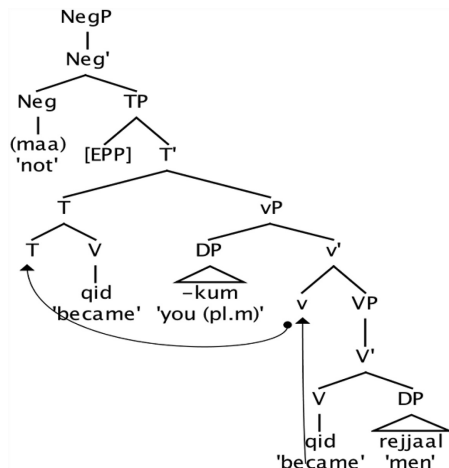 NegP
Neg'
Neg TP
(maa) [EPP] T'
'not'
T vP
T V DP v'
qid -kum v VP
'became' 'you (pl.m)'
V'
V DP
qid rejjaal
'became' 'men'